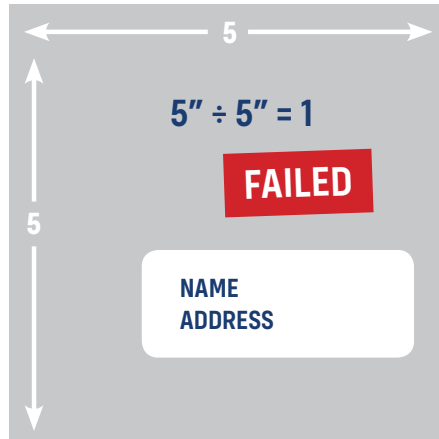 5
5" ÷ 5" = 1
FAILED
5
NAME
ADDRESS